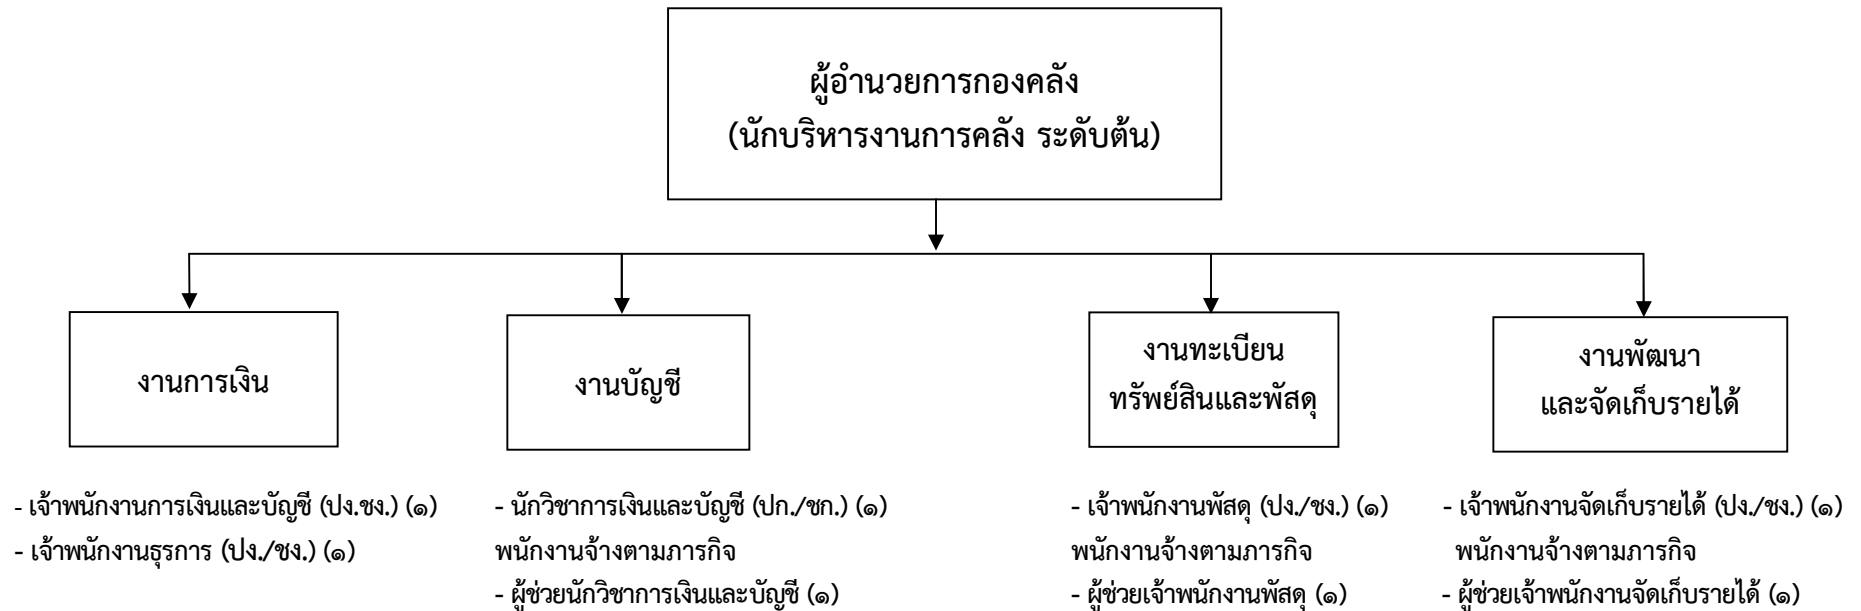 ผู้อำนวยการกองคลัง
(นักบริหารงานการคลัง ระดับต้น)
งานการเงิน
งานบัญชี
งานทะเบียน
ทรัพย์สินและพัสดุ
งานพัฒนา
และจัดเก็บรายได้
- เจ้าพนักงานการเงินและบัญชี (ปง.ชง.) (๑)
- เจ้าพนักงานธุรการ (ปง./ชง.) (๑)
- นักวิชาการเงินและบัญชี (ปก./ชก.) (๑)
พนักงานจ้างตามภารกิจ
- ผู้ช่วยนักวิชาการเงินและบัญชี (๑)
- เจ้าพนักงานพัสดุ (ปง./ชง.) (๑)
พนักงานจ้างตามภารกิจ
- ผู้ช่วยเจ้าพนักงานพัสดุ (๑)
- เจ้าพนักงานจัดเก็บรายได้ (ปง./ชง.) (๑)
พนักงานจ้างตามภารกิจ
- ผู้ช่วยเจ้าพนักงานจัดเก็บรายได้ (๑)